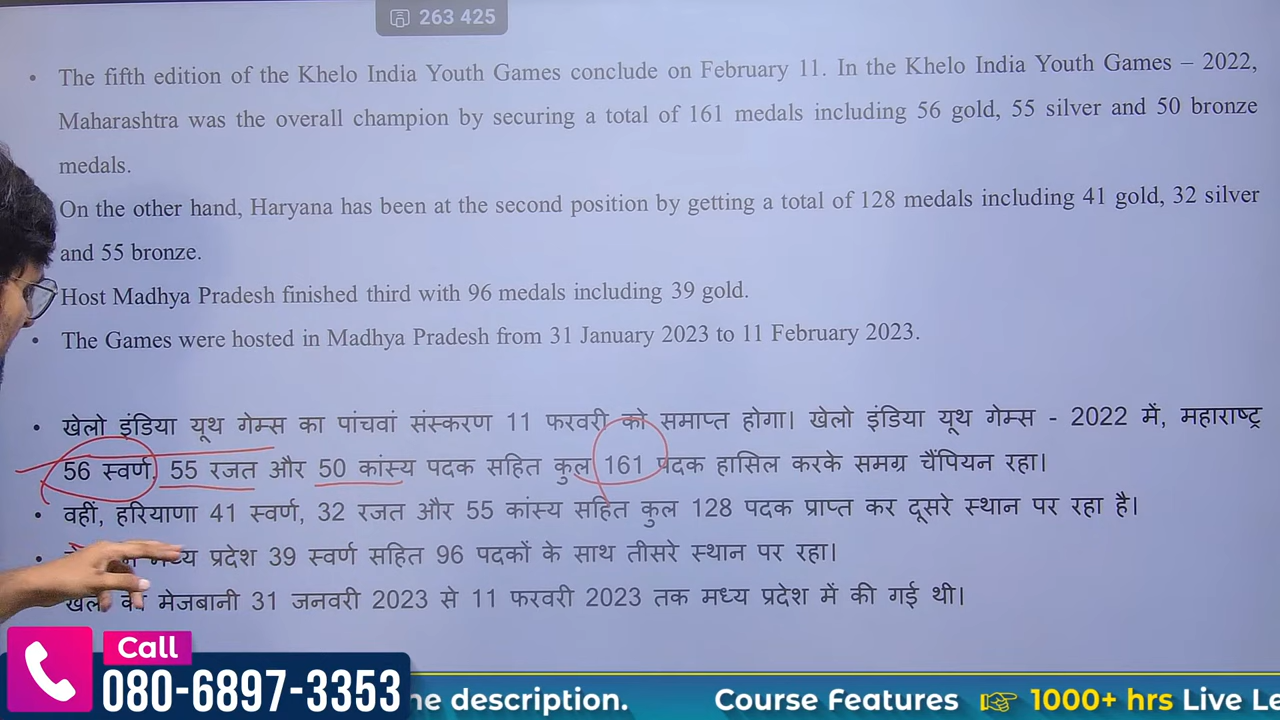 263 425
• The fifth edition of the Khelo India Youth Games conclude on February 11. In the Khelo India Youth Games – 2022,
Maharashtra was the overall champion by securing a total of 161 medals including 56 gold, 55 silver and 50 bronze
medals.
On the other hand, Haryana has been at the second position by getting a total of 128 medals including 41 gold, 32 silver
and 55 bronze.
Host Madhya Pradesh finished third with 96 medals including 39 gold.
• The Games were hosted in Madhya Pradesh from 31 January 2023 to 11 February 2023.
• खेलो इंडिया यूथ गेम्स का पांचवां संस्करण 11 फरवरी को समाप्त होगा। खेलो इंडिया यूथ गेम्स - 2022 में, महाराष्ट्र
56 स्वर्ण, 55 रजत और 50 कांस्य पदक सहित कुल 161 पदक हासिल करके समग्र चैंपियन रहा।
• वहीं, हरियाणा 41 स्वर्ण, 32 रजत और 55 कांस्य सहित कुल 128 पदक प्राप्त कर दूसरे स्थान पर रहा है।
• मध्य प्रदेश 39 स्वर्ण सहित 96 पदकों के साथ तीसरे स्थान पर रहा।
मेजबानी 31 जनवरी 2023 से 11 फरवरी 2023 तक मध्य प्रदेश में की गई थी।
Call
080-6897-3353
he description. Course Features 👉 1000+ hrs Live Le